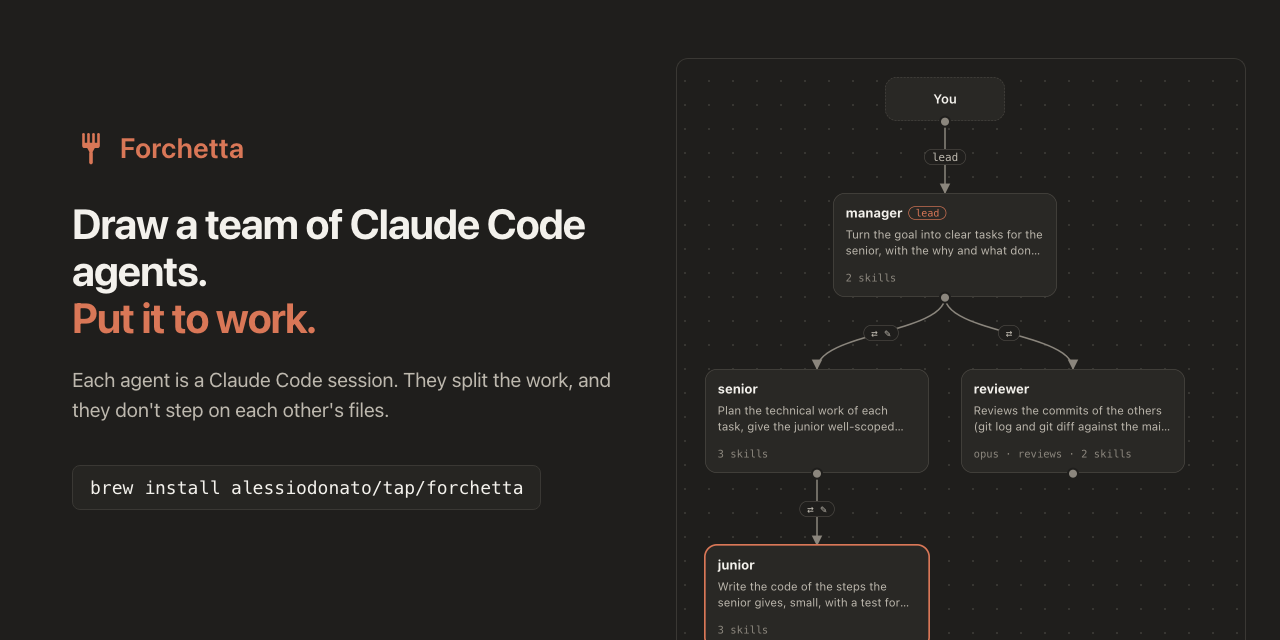 Forchetta
Draw a team of Claude Code
agents.
Put it to work.
Each agent is a Claude Code session. They split the work, and
they don't step on each other's files.
brew install alessiodonato/tap/forchetta
You
lead
manager lead
Turn the goal into clear tasks for the
senior, with the why and what don...
2 skills
⇄ ✎
⇄
senior
Plan the technical work of each
task, give the junior well-scoped...
3 skills
reviewer
Reviews the commits of the others
(git log and git diff against the mai...
opus · reviews · 2 skills
⇄ ✎
junior
Write the code of the steps the
senior gives, small, with a test for...
3 skills